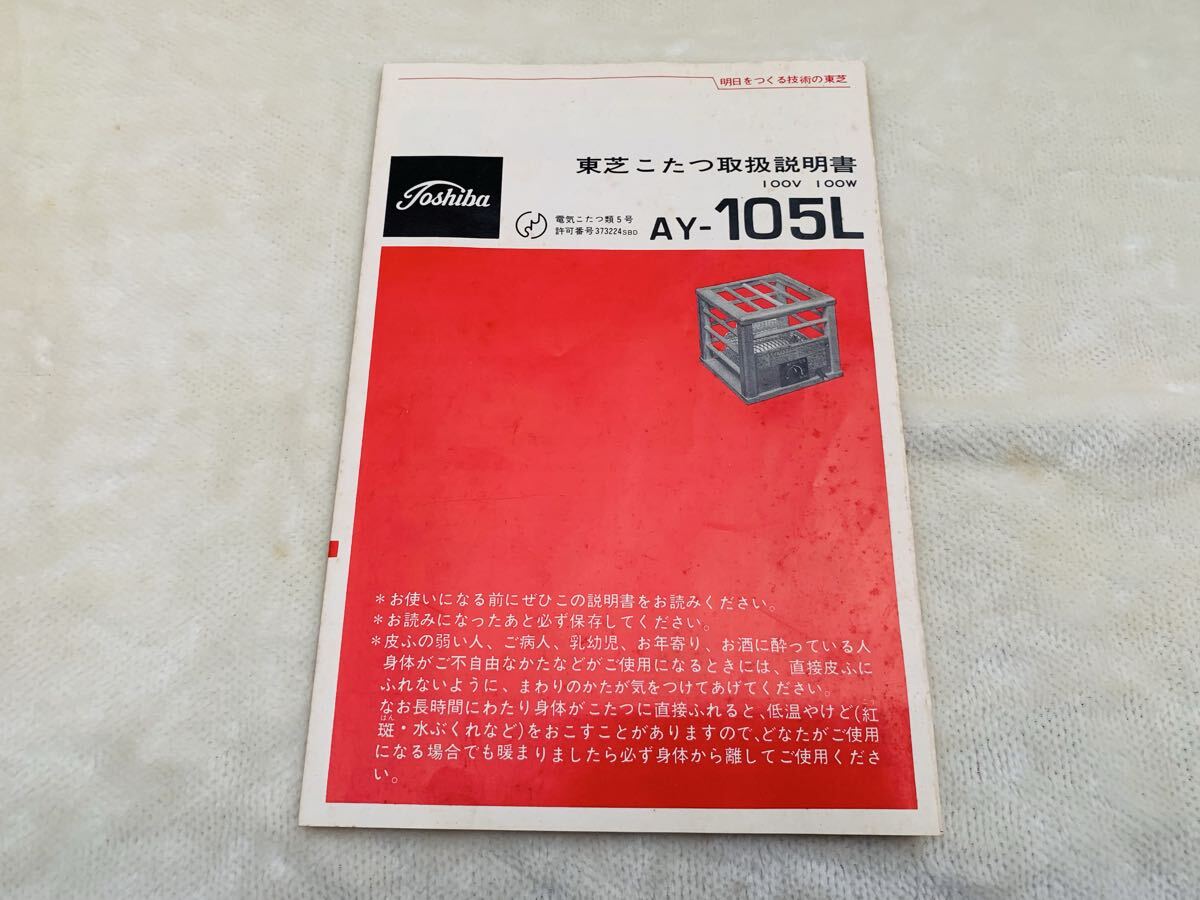 明日をつくる技術の東芝
東芝こたつ取扱説明書
100V 100W
Toshiba
電気こたつ類5号
許可番号373224SBD
AY-105L
＊お使いになる前にぜひこの説明書をお読みください。
＊お読みになったあと必ず保存してください。
＊皮ふの弱い人、ご病人、乳幼児、お年寄り、お酒に酔っている人
身体がご不自由なかたなどがご使用になるときには、直接皮ふに
ふれないように、まわりのかたが気をつけてあげてください。
なお長時間にわたり身体がこたつに直接ふれると、低温やけど(紅
斑・水ぶくれなど)をおこすことがありますので、どなたがご使用
になる場合でも暖まりましたら必ず身体から離してご使用くださ
い。